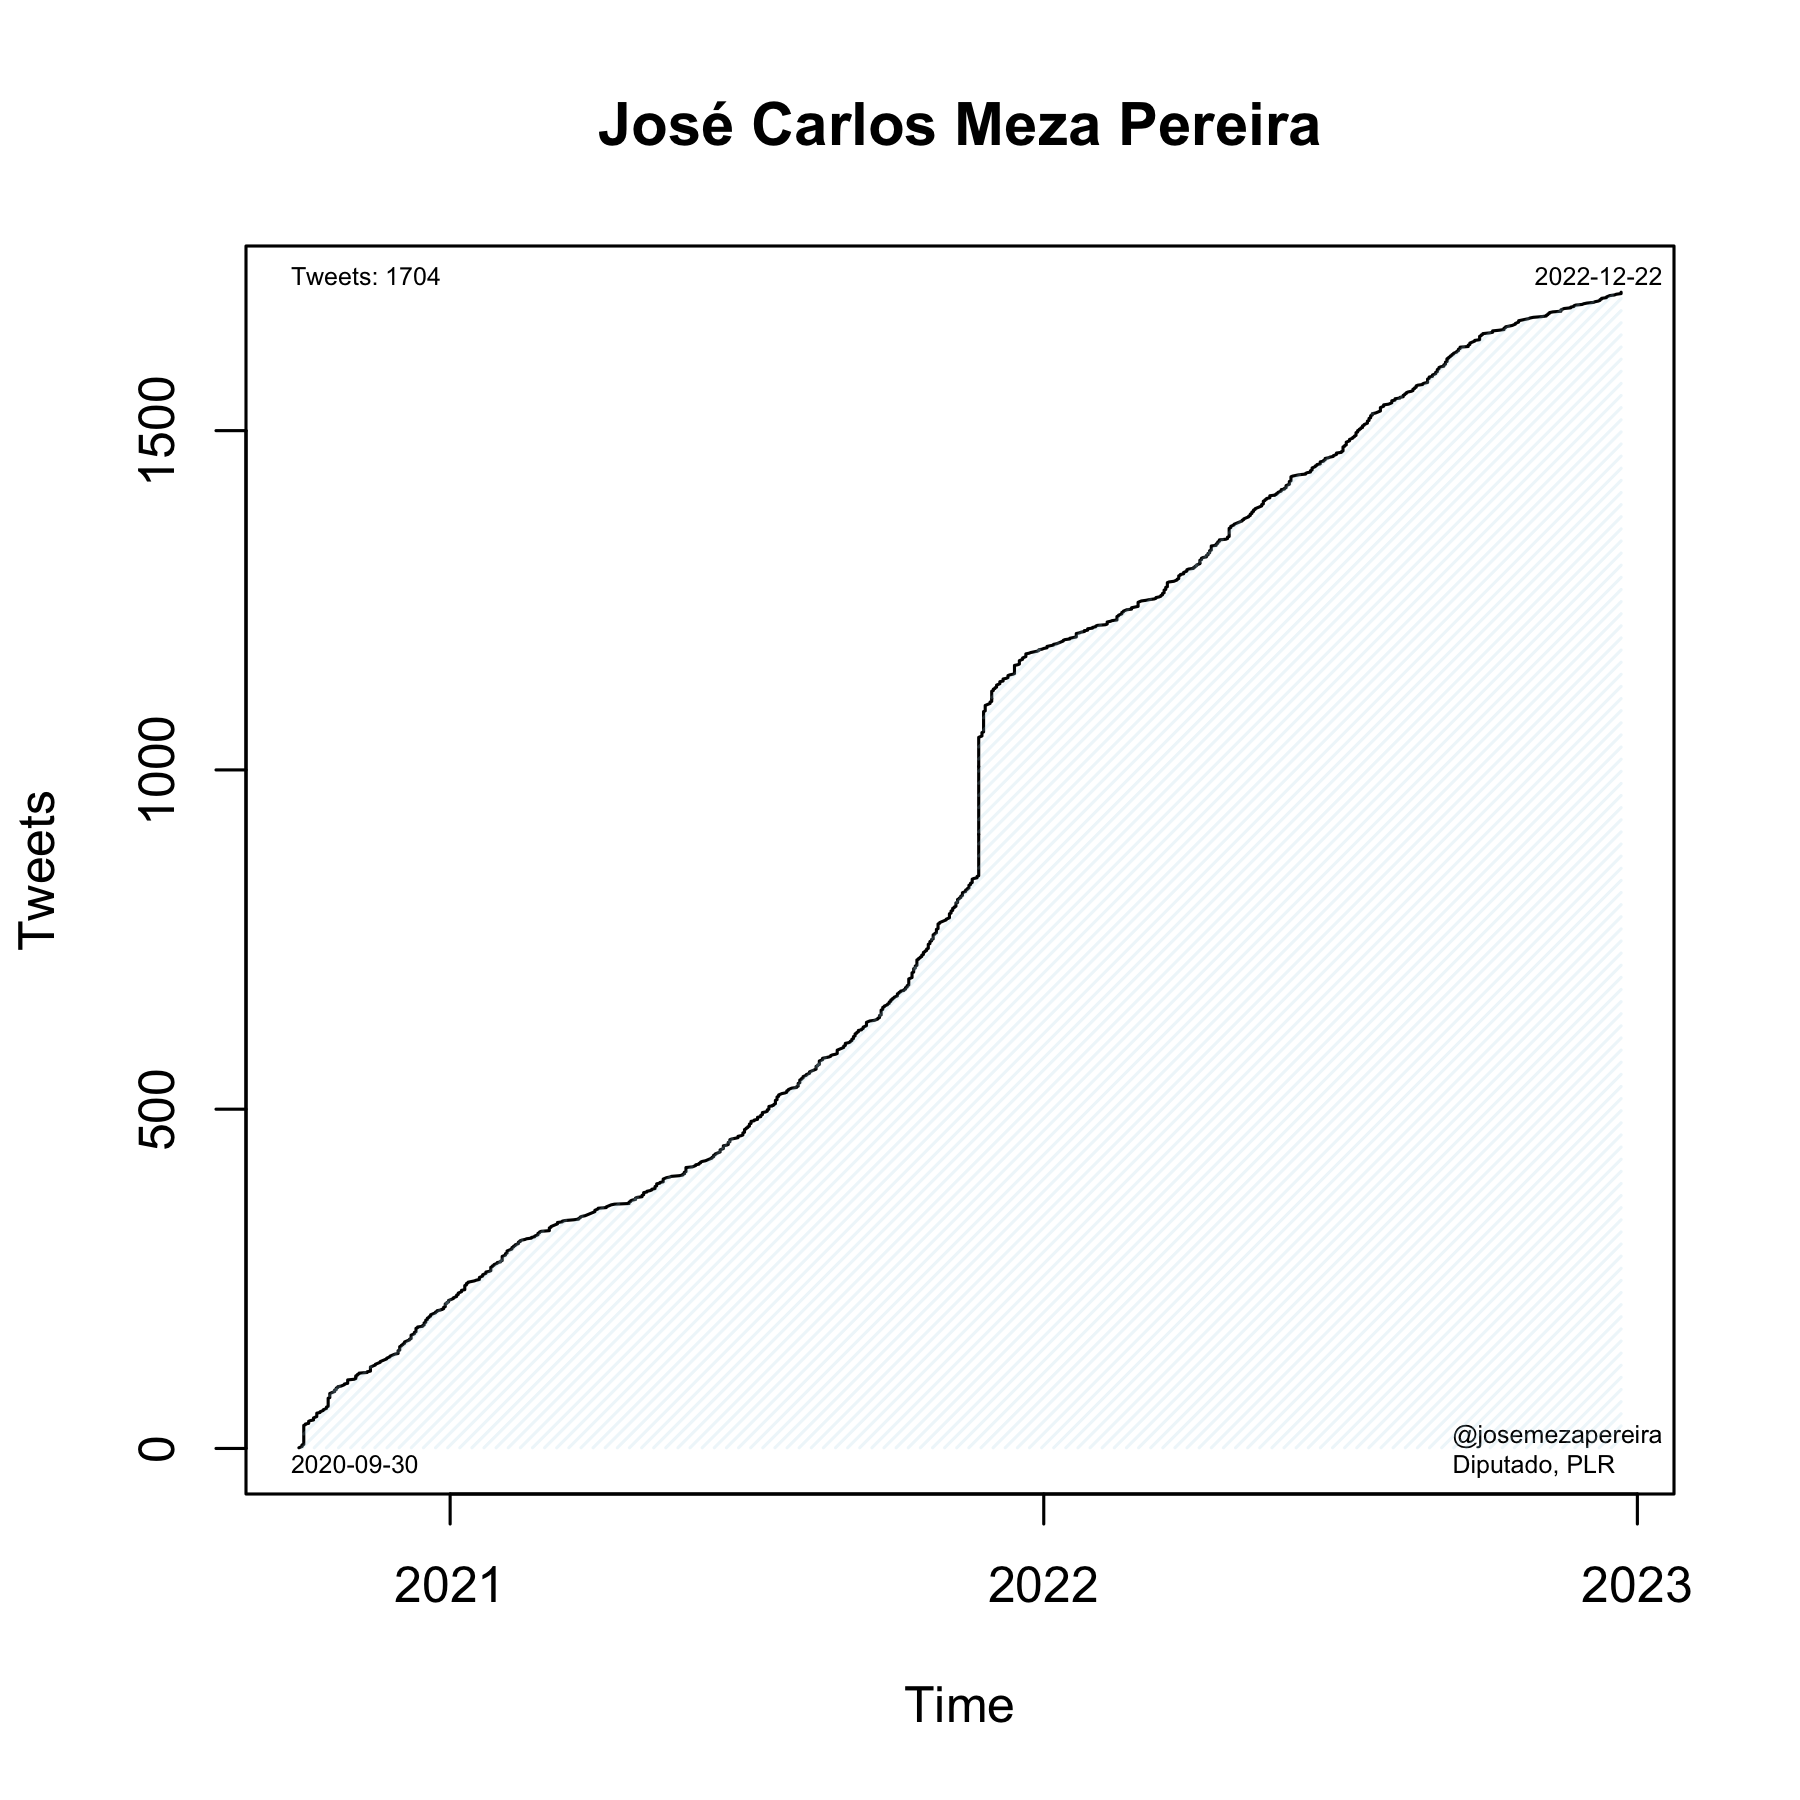 José Carlos Meza Pereira
Tweets: 1704
2022-12-22
1500
1000
500
0
Tweets
@josemezapereira
Diputado, PLR
2020-09-30
2021
2022
2023
Time